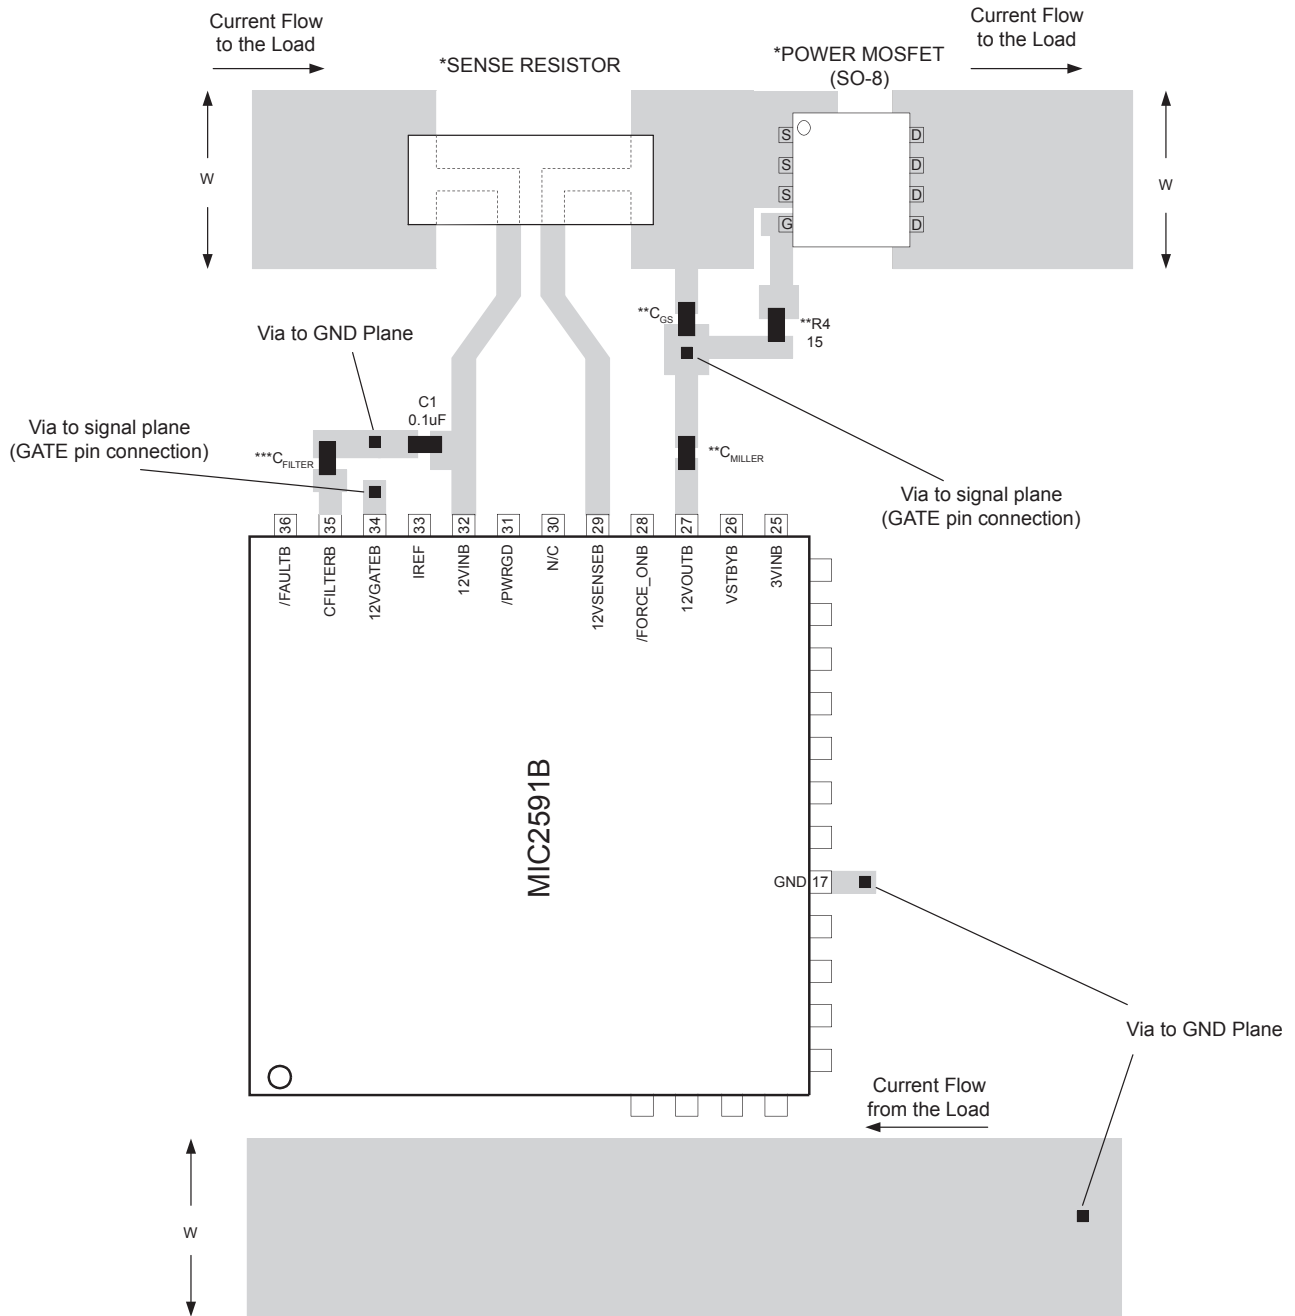 Current Flow
to the Load
*SENSE RESISTOR
*POWER MOSFET
(SO-8)
Current Flow
to the Load
W
W
S
S
S
G
D
D
D
D
**C_GS
**R4
15
Via to GND Plane
C1
0.1uF
Via to signal plane
(GATE pin connection)
***C_FILTER
**C_MILLER
Via to signal plane
(GATE pin connection)
36
35
34
33
32
31
30
29
28
27
26
25
/FAULTB
CFILTERB
12VGATEB
IREF
12VINB
/PWRGD
N/C
12VSENSEB
/FORCE_ONB
12VOUTB
VSTBYB
3VINB
MIC2591B
GND 17
Via to GND Plane
Current Flow
from the Load
W